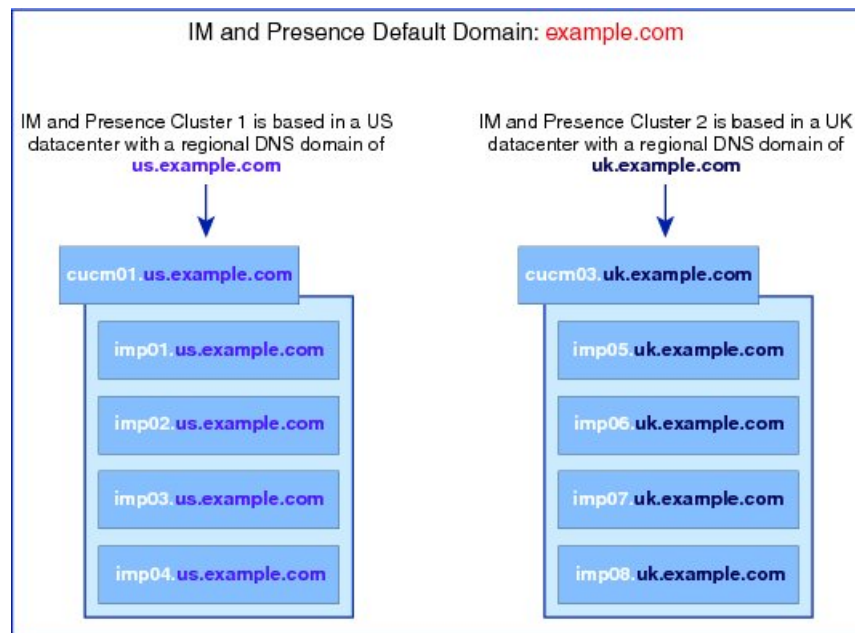 IM and Presence Default Domain: example.com
IM and Presence Cluster 1 is based in a US
datacenter with a regional DNS domain of
us.example.com
cucm01.us.example.com
imp01.us.example.com
imp02.us.example.com
imp03.us.example.com
imp04.us.example.com
IM and Presence Cluster 2 is based in a UK
datacenter with a regional DNS domain of
uk.example.com
cucm03.uk.example.com
imp05.uk.example.com
imp06.uk.example.com
imp07.uk.example.com
imp08.uk.example.com